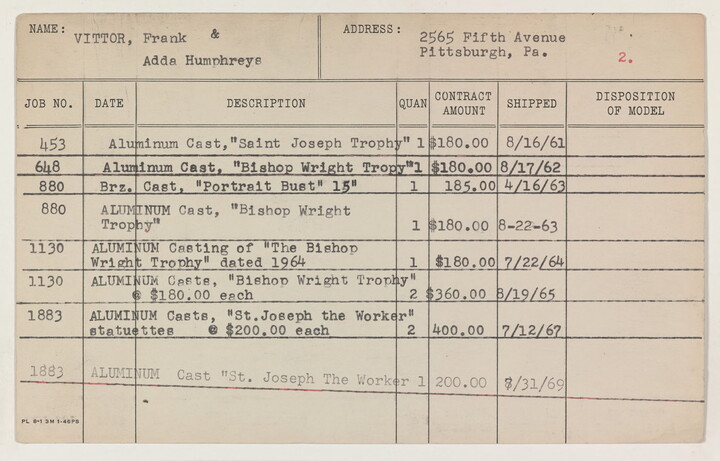 NAME: VITTOR, Frank &
Adda Humphreys
ADDRESS: 2565 Fifth Avenue
Pittsburgh, Pa. 2.
JOB NO. DATE DESCRIPTION QUAN CONTRACT AMOUNT SHIPPED DISPOSITION OF MODEL
453 Aluminum Cast,"Saint Joseph Trophy" 1 $180.00 8/16/61
648 Aluminum Cast, "Bishop Wright Tropy"1 $180.00 8/17/62
880 Brz. Cast, "Portrait Bust" 15" 1 185.00 4/16/63
880 ALUMINUM Cast, "Bishop Wright
Trophy" 1 $180.00 8-22-63
1130 ALUMINUM Casting of "The Bishop
Wright Trophy" dated 1964 1 $180.00 7/22/64
1130 ALUMINUM Casts, "Bishop Wright Trophy"
@ $180.00 each 2 $360.00 8/19/65
1883 ALUMINUM Casts, "St.Joseph the Worker"
statuettes @ $200.00 each 2 400.00 7/12/67
1883 ALUMINUM Cast "St. Joseph The Worker 1 200.00 /31/69